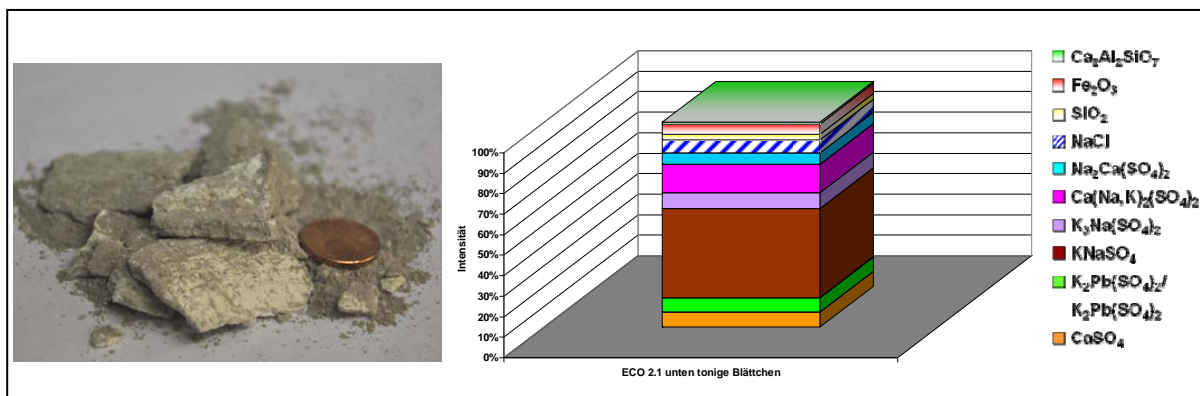 100%
90%
80%
70%
60%
50%
40%
30%
20%
10%
0%
Intensität
ECO 2.1 unten tonige Blättchen
Ca₂Al₂SiO₇
Fe₂O₃
SiO₂
NaCl
Na₂Ca(SO₄)₂
Ca(Na,K)₂(SO₄)₂
K₃Na(SO₄)₂
KNaSO₄
K₂Pb(SO₄)₂/
K₂Pb(SO₄)₂
CaSO₄